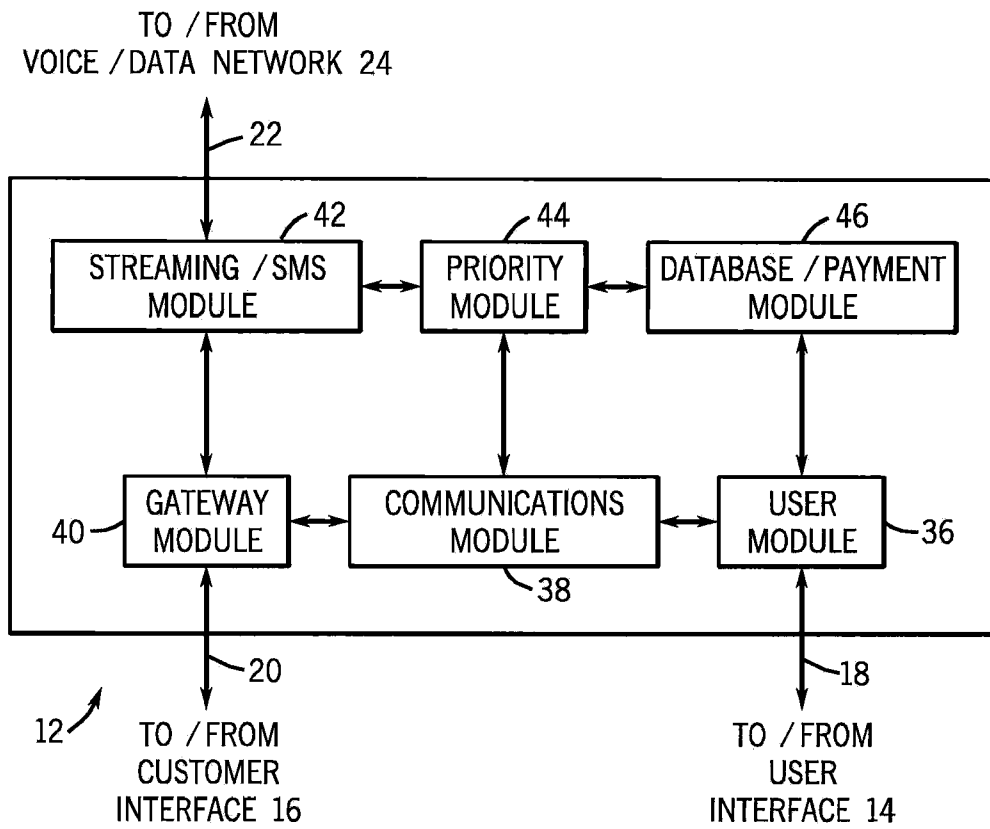 TO / FROM
VOICE / DATA NETWORK 24
22
42
44
46
STREAMING / SMS
MODULE
PRIORITY
MODULE
DATABASE / PAYMENT
MODULE
GATEWAY
MODULE
COMMUNICATIONS
MODULE
USER
MODULE
40
38
36
20
18
12
TO / FROM
CUSTOMER
INTERFACE 16
TO / FROM
USER
INTERFACE 14